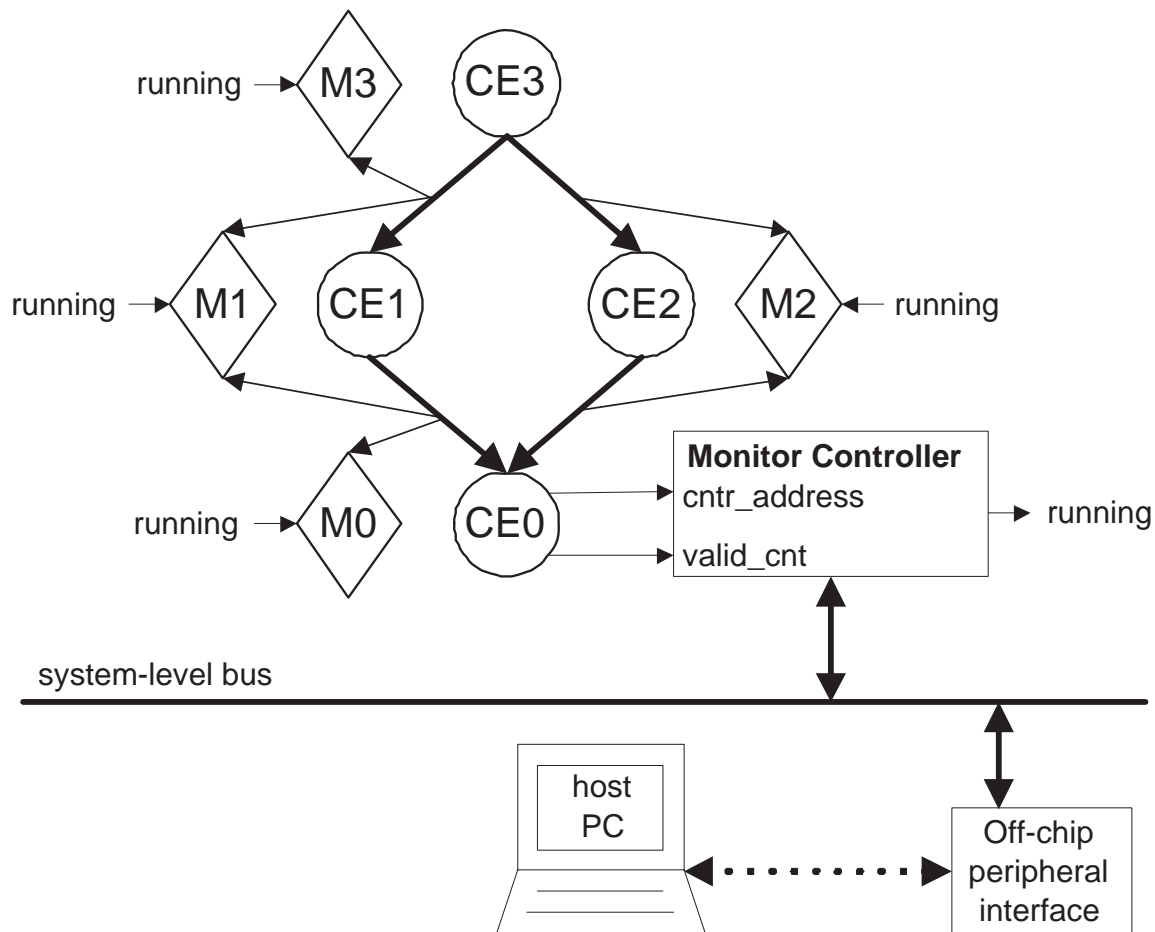 running
M3
CE3
running
M1
CE1
CE2
M2
running
Monitor Controller
cntr_address
valid_cnt
running
running
M0
CE0
system-level bus
host
PC
Off-chip
peripheral
interface